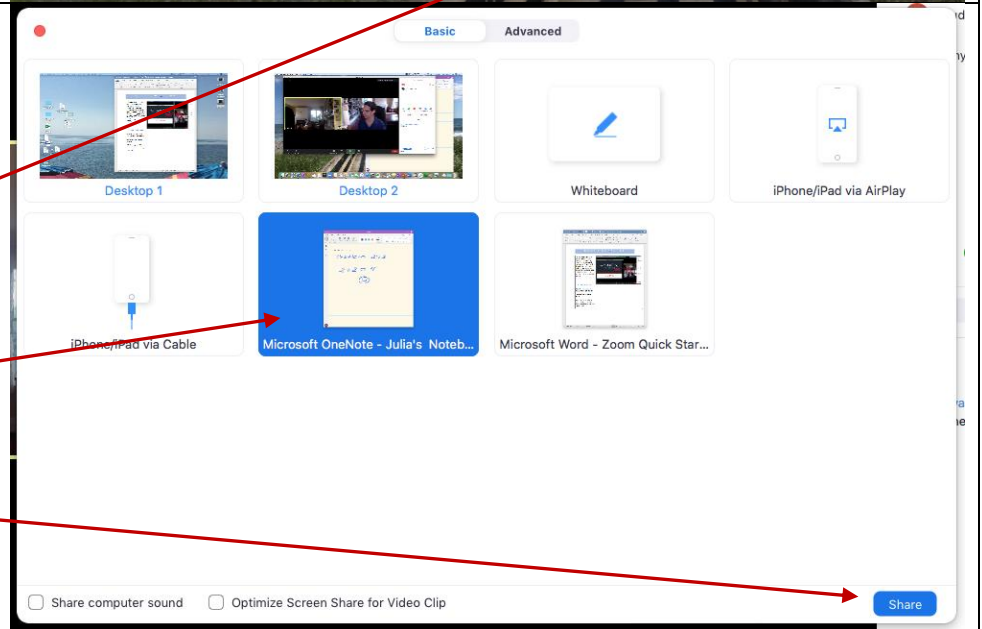 Basic Advanced
Desktop 1 Desktop 2 Whiteboard iPhone/iPad via AirPlay
iPhone/iPad via Cable Microsoft OneNote - Julia's Noteb... Microsoft Word - Zoom Quick Star...
Share computer sound Optimize Screen Share for Video Clip Share